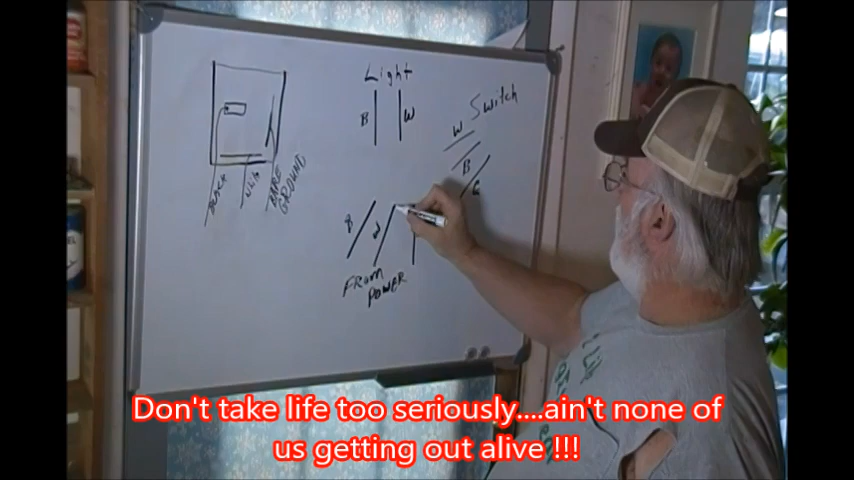 Light
B
W
Switch
W
B
G
BLACK
BARE
GROUND
B
W
FROM
POWER
Don't take life too seriously....ain't none of
us getting out alive !!!